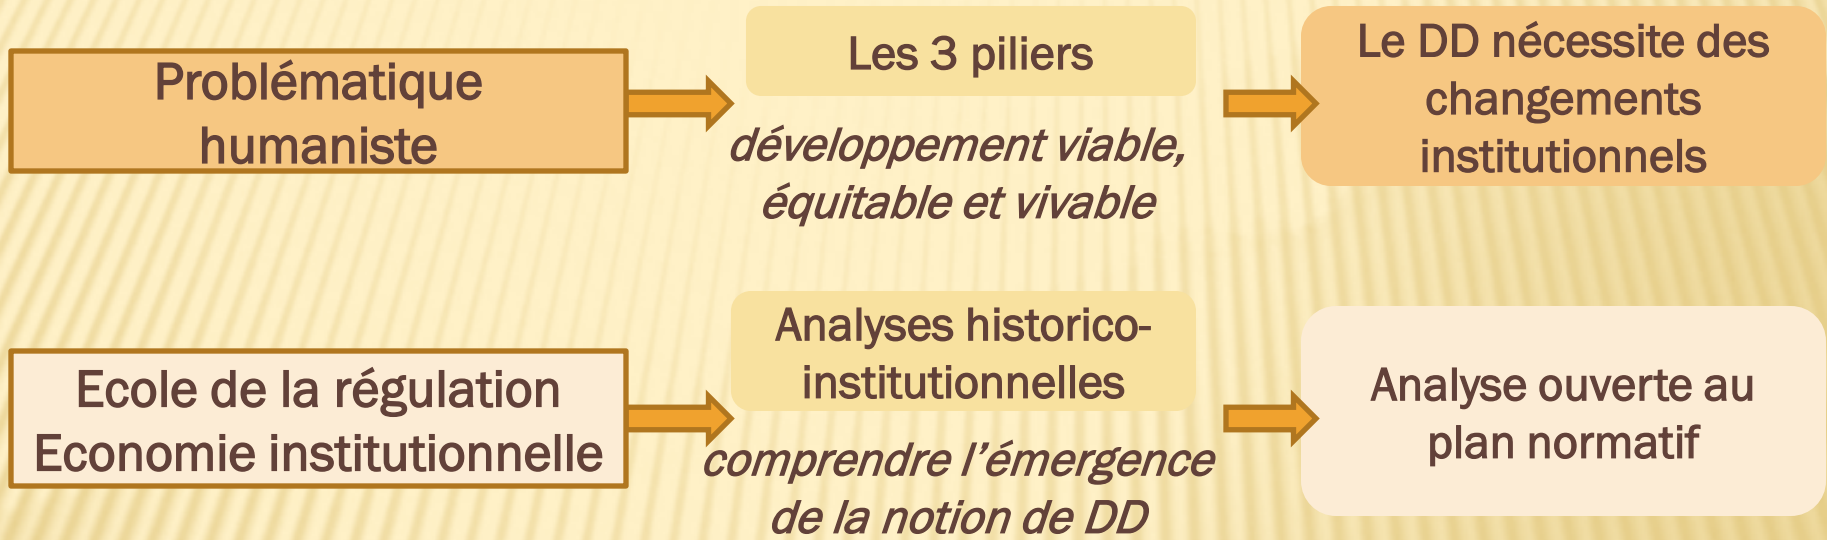 Problématique
humaniste
Les 3 piliers
développement viable,
équitable et vivable
Le DD nécessite des
changements
institutionnels
Ecole de la régulation
Economie institutionnelle
Analyses historico-
institutionnelles
comprendre l’émergence
de la notion de DD
Analyse ouverte au
plan normatif